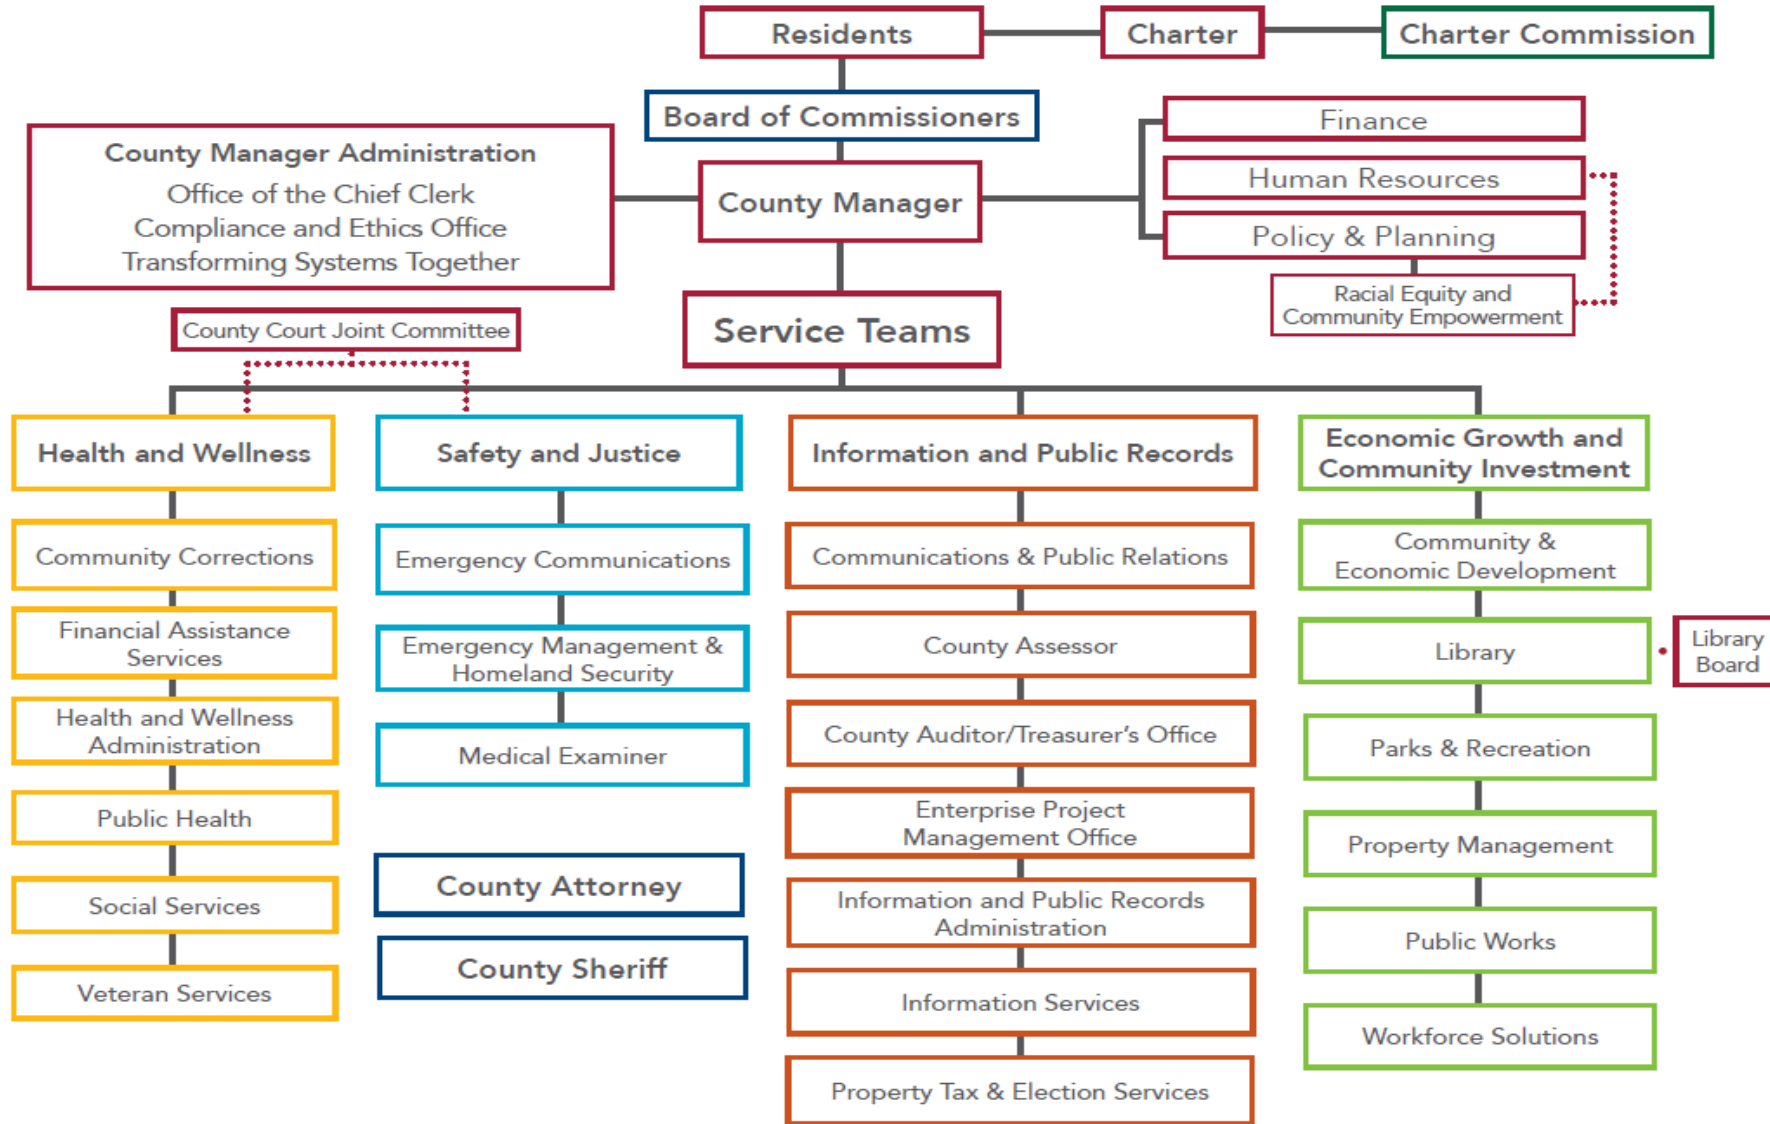 Residents
Charter
Charter Commission
Board of Commissioners
County Manager Administration
Office of the Chief Clerk
Compliance and Ethics Office
Transforming Systems Together
County Manager
Finance
Human Resources
Policy & Planning
Racial Equity and
Community Empowerment
Service Teams
County Court Joint Committee
Health and Wellness
Community Corrections
Financial Assistance
Services
Health and Wellness
Administration
Public Health
Social Services
Veteran Services
Safety and Justice
Emergency Communications
Emergency Management &
Homeland Security
Medical Examiner
County Attorney
County Sheriff
Information and Public Records
Communications & Public Relations
County Assessor
County Auditor/Treasurer's Office
Enterprise Project
Management Office
Information and Public Records
Administration
Information Services
Property Tax & Election Services
Economic Growth and
Community Investment
Community &
Economic Development
Library
Library
Board
Parks & Recreation
Property Management
Public Works
Workforce Solutions